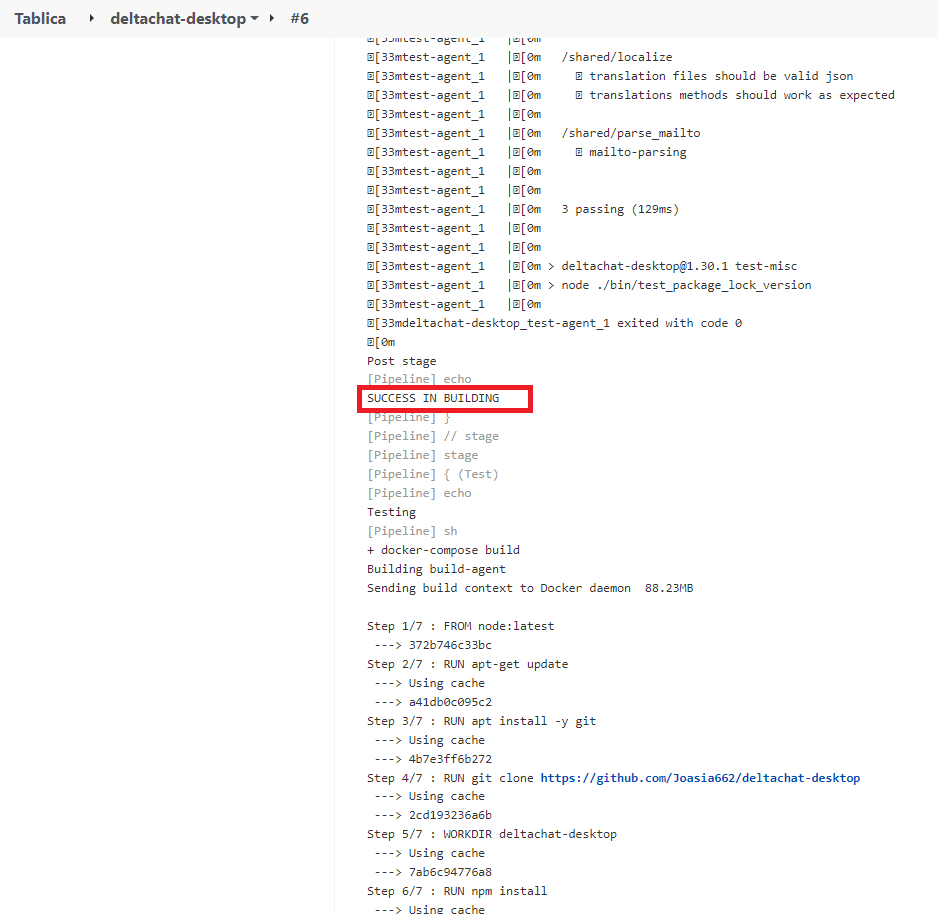 Tablica ▸ deltachat-desktop ▾ ▸ #6
[33mtest-agent_1 |[0m
[33mtest-agent_1 |[0m /shared/localize
[33mtest-agent_1 |[0m translation files should be valid json
[33mtest-agent_1 |[0m translations methods should work as expected
[33mtest-agent_1 |[0m
[33mtest-agent_1 |[0m /shared/parse_mailto
[33mtest-agent_1 |[0m mailto-parsing
[33mtest-agent_1 |[0m
[33mtest-agent_1 |[0m
[33mtest-agent_1 |[0m 3 passing (129ms)
[33mtest-agent_1 |[0m
[33mtest-agent_1 |[0m
[33mtest-agent_1 |[0m > deltachat-desktop@1.30.1 test-misc
[33mtest-agent_1 |[0m > node ./bin/test_package_lock_version
[33mtest-agent_1 |[0m
[33mdeltachat-desktop_test-agent_1 exited with code 0
[0m
Post stage
[Pipeline] echo
SUCCESS IN BUILDING
[Pipeline] }
[Pipeline] // stage
[Pipeline] stage
[Pipeline] { (Test)
[Pipeline] echo
Testing
[Pipeline] sh
+ docker-compose build
Building build-agent
Sending build context to Docker daemon 88.23MB
Step 1/7 : FROM node:latest
---> 372b746c33bc
Step 2/7 : RUN apt-get update
---> Using cache
---> a41db0c095c2
Step 3/7 : RUN apt install -y git
---> Using cache
---> 4b7e3ff6b272
Step 4/7 : RUN git clone https://github.com/Joasia662/deltachat-desktop
---> Using cache
---> 2cd193236a6b
Step 5/7 : WORKDIR deltachat-desktop
---> Using cache
---> 7ab6c94776a8
Step 6/7 : RUN npm install
---> Using cache